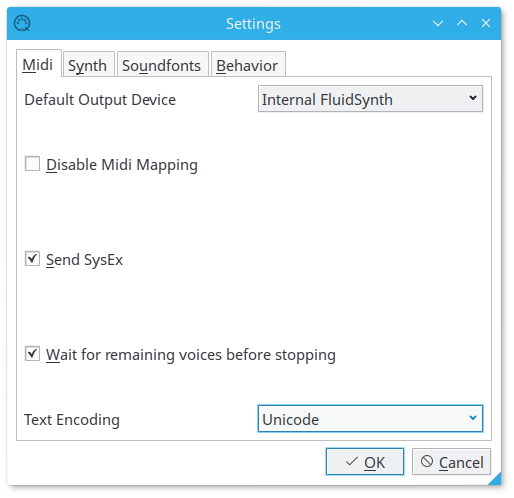 Settings
Midi Synth Soundfonts Behavior
Default Output Device Internal FluidSynth
Disable Midi Mapping
Send SysEx
Wait for remaining voices before stopping
Text Encoding Unicode
OK Cancel